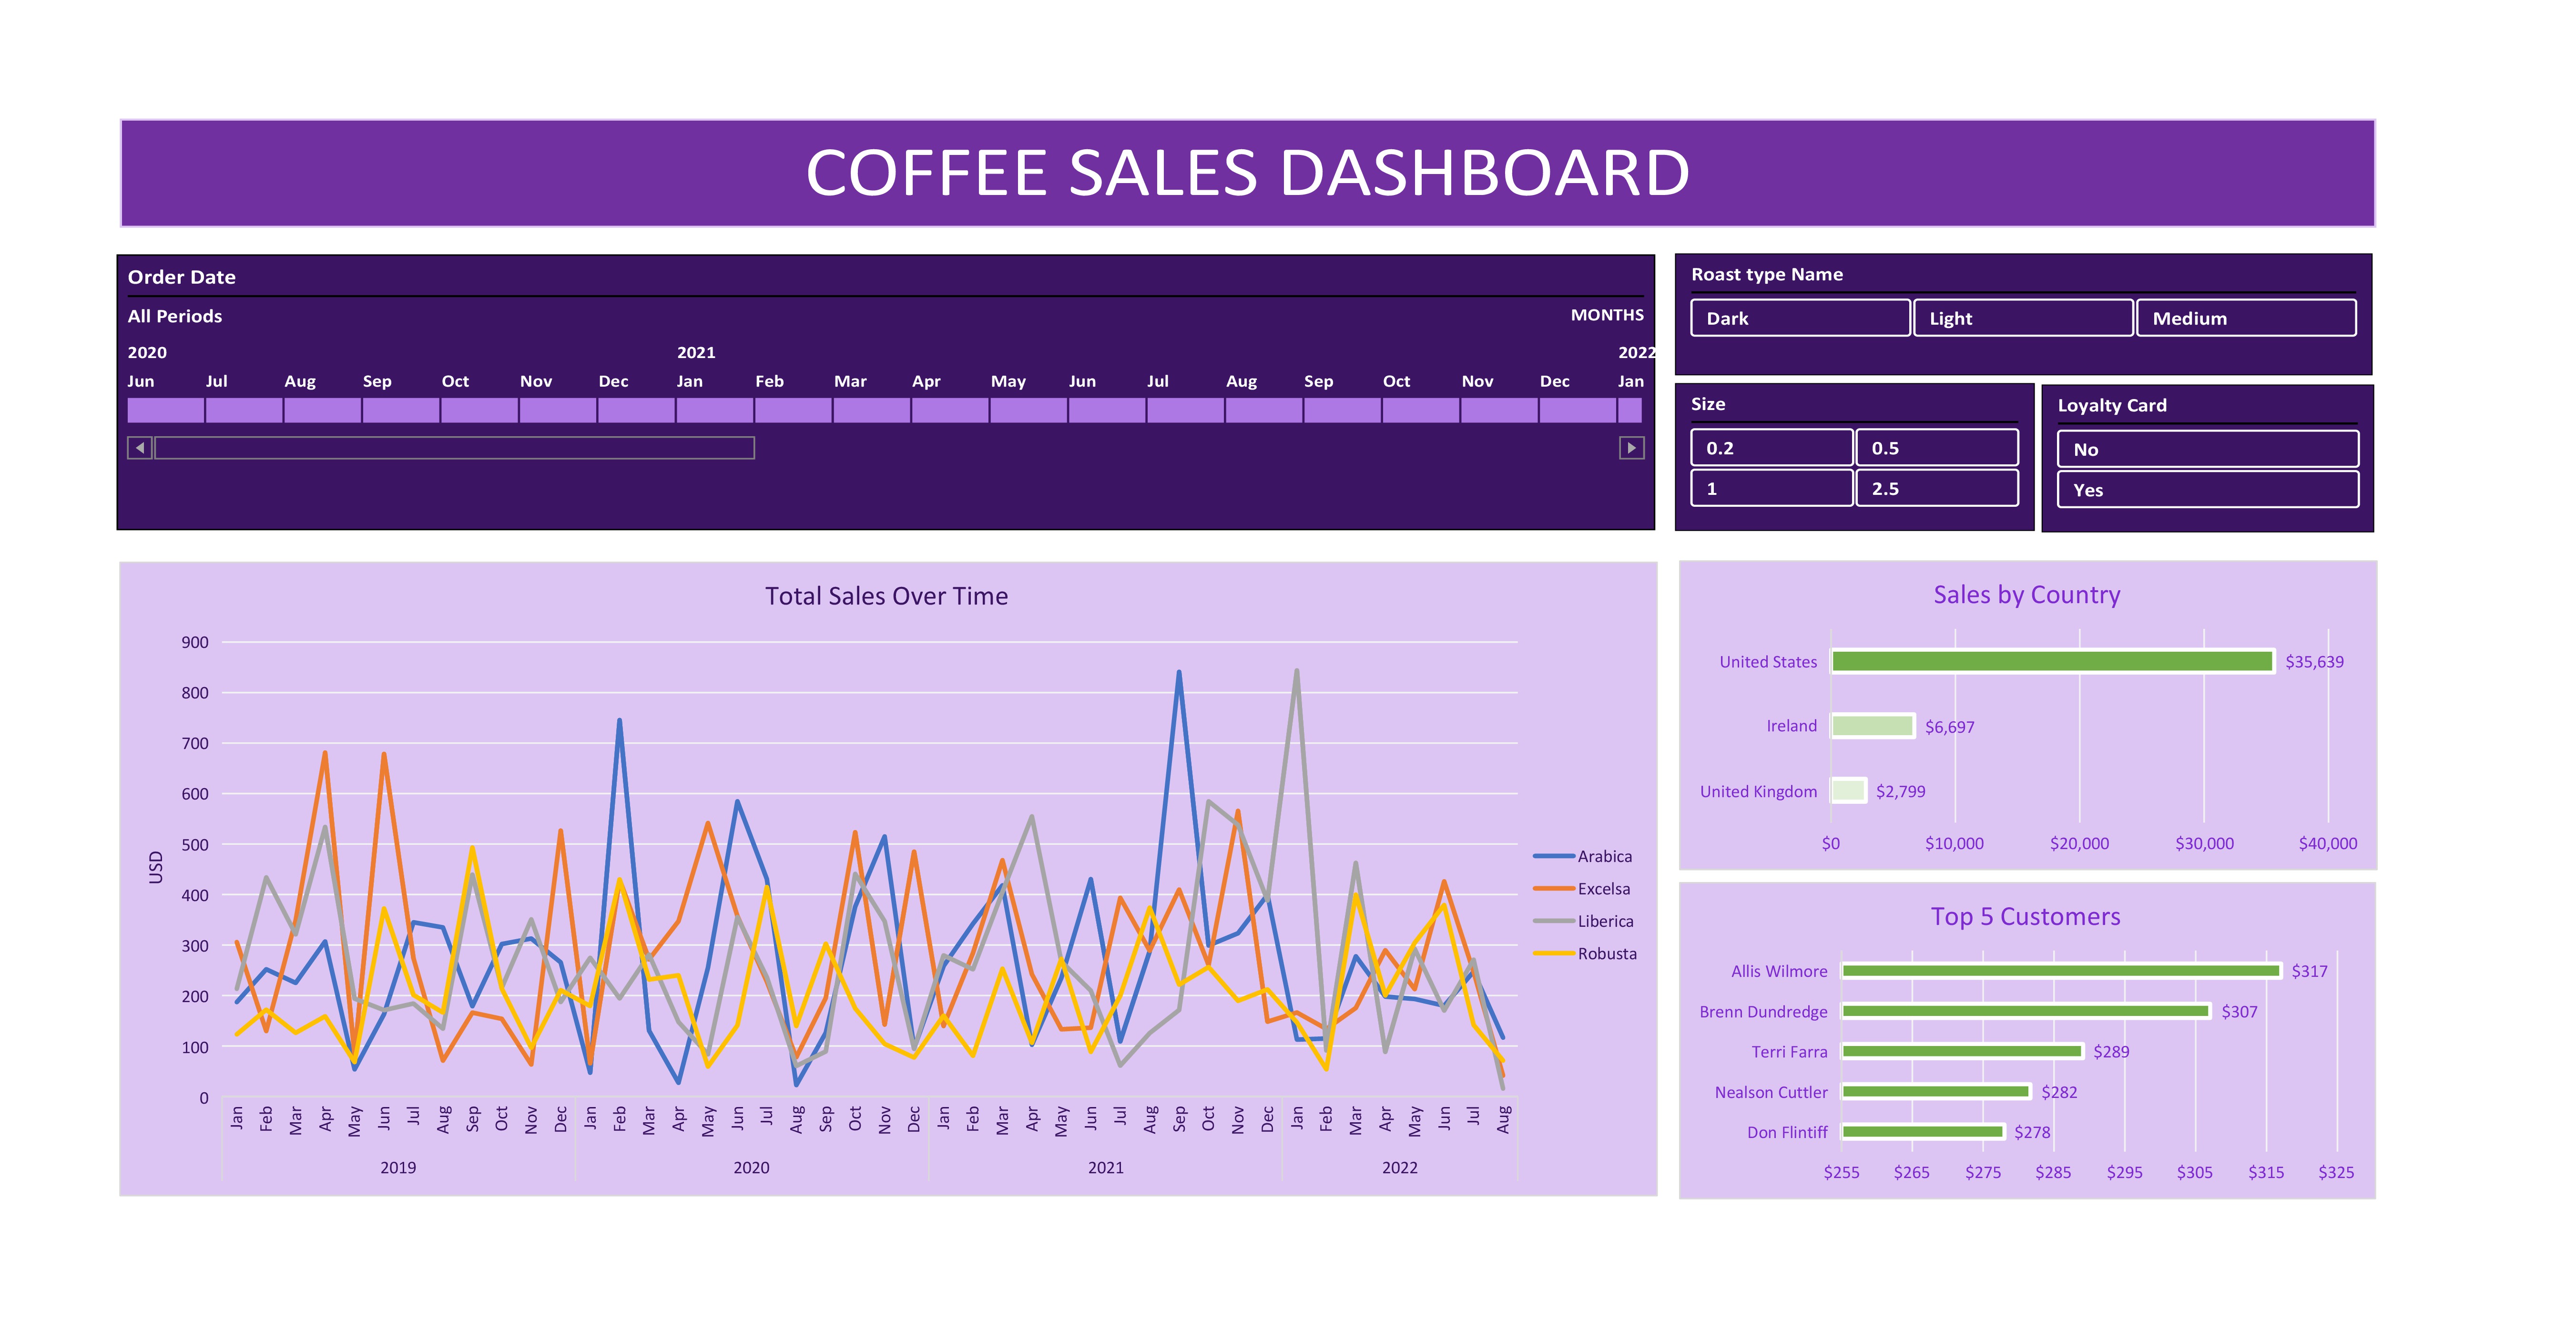 COFFEE SALES DASHBOARD
Order Date
All Periods
MONTHS
2020 2021 2022
Jun Jul Aug Sep Oct Nov Dec Jan Feb Mar Apr May Jun Jul Aug Sep Oct Nov Dec Jan
Roast type Name
Dark Light Medium
Size
0.2 0.5
1 2.5
Loyalty Card
No
Yes
Total Sales Over Time
900
800
700
600
500
400
300
200
100
0
USD
Jan Feb Mar Apr May Jun Jul Aug Sep Oct Nov Dec Jan Feb Mar Apr May Jun Jul Aug Sep Oct Nov Dec Jan Feb Mar Apr May Jun Jul Aug Sep Oct Nov Dec Jan Feb Mar Apr May Jun Jul Aug
2019 2020 2021 2022
Arabica
Excelsa
Liberica
Robusta
Sales by Country
United States $35,639
Ireland $6,697
United Kingdom $2,799
$0 $10,000 $20,000 $30,000 $40,000
Top 5 Customers
Allis Wilmore $317
Brenn Dundredge $307
Terri Farra $289
Nealson Cuttler $282
Don Flintiff $278
$255 $265 $275 $285 $295 $305 $315 $325